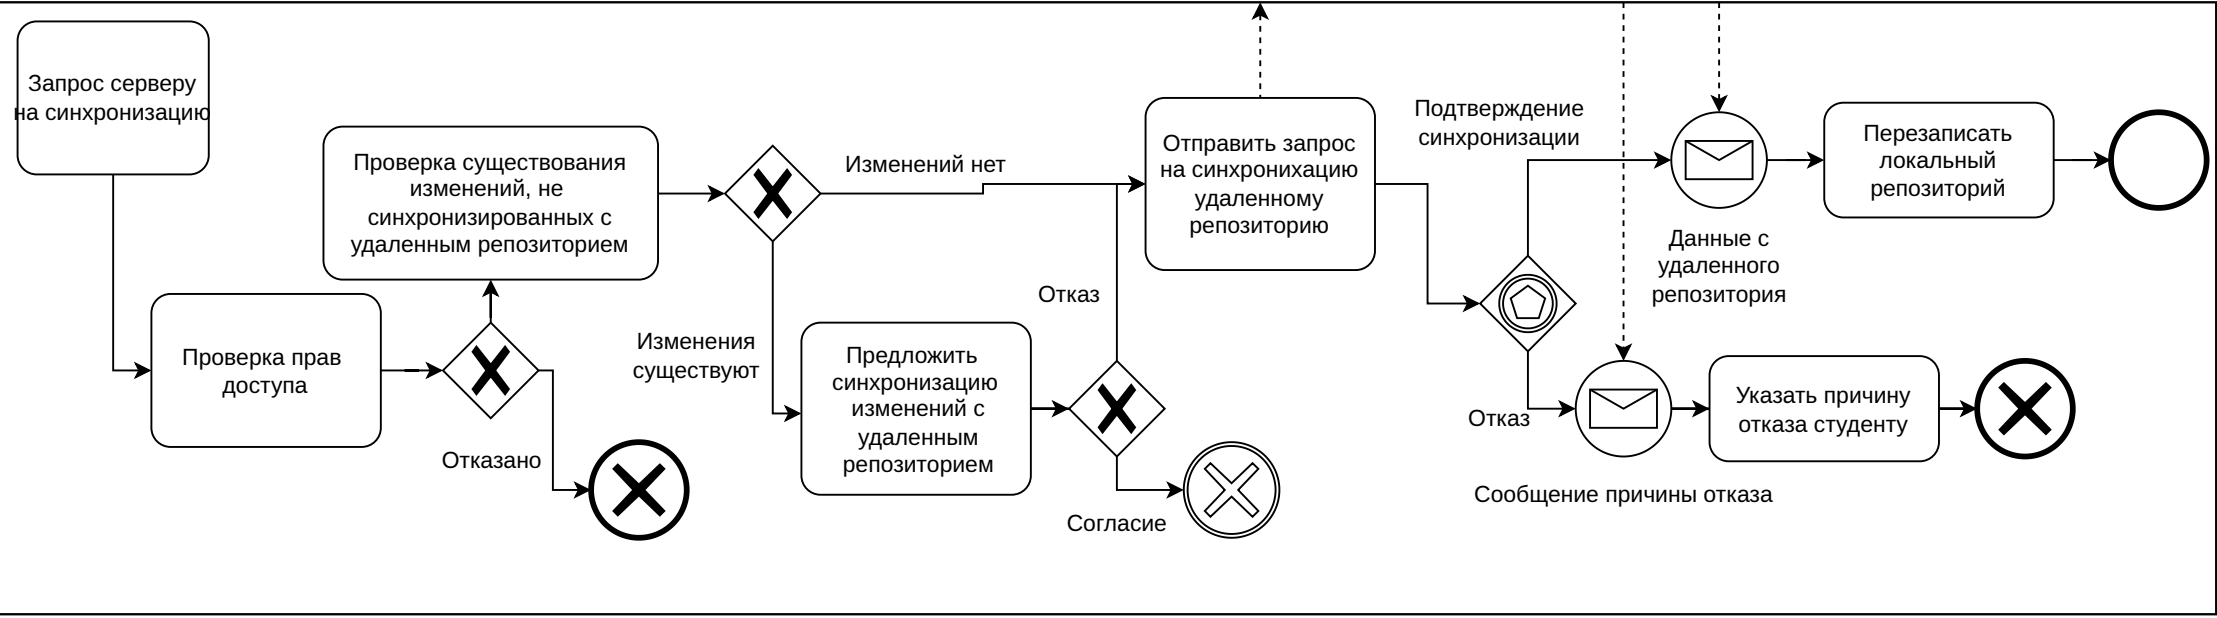 Запрос серверу
на синхронизацию
Проверка прав
доступа
Проверка существования
изменений, не
синхронизированных с
удаленным репозиторием
Отказано
Изменений нет
Изменения
существуют
Предложить
синхронизацию
изменений с
удаленным
репозиторием
Отказ
Согласие
Отправить запрос
на синхронихацию
удаленному
репозиторию
Подтверждение
синхронизации
Данные с
удаленного
репозитория
Перезаписать
локальный
репозиторий
Отказ
Сообщение причины отказа
Указать причину
отказа студенту